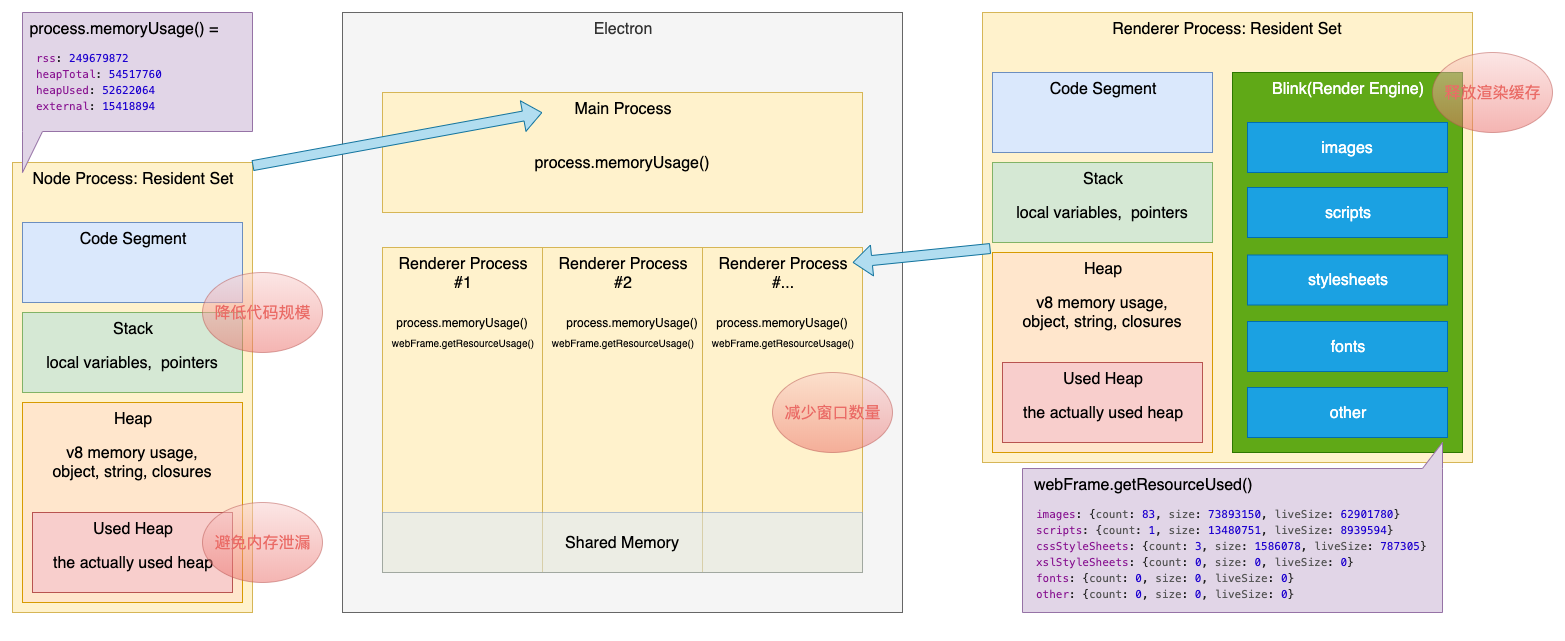 process.memoryUsage() =
rss: 249679872
heapTotal: 54517760
heapUsed: 52622064
external: 15418894
Node Process: Resident Set
Code Segment
降低代码规模
Stack
local variables,  pointers
Heap
v8 memory usage,
object, string, closures
Used Heap
避免内存泄漏
the actually used heap
Electron
Main Process
process.memoryUsage()
Renderer Process
#1
process.memoryUsage()
webFrame.getResourceUsage()
Renderer Process
#2
process.memoryUsage()
webFrame.getResourceUsage()
Renderer Process
#...
process.memoryUsage()
webFrame.getResourceUsage()
减少窗口数量
Shared Memory
Renderer Process: Resident Set
Code Segment
Stack
local variables,  pointers
Heap
v8 memory usage,
object, string, closures
Used Heap
the actually used heap
Blink(Render Engine)
释放渲染缓存
images
scripts
stylesheets
fonts
other
webFrame.getResourceUsed()
images: {count: 83, size: 73893150, liveSize: 62901780}
scripts: {count: 1, size: 13480751, liveSize: 8939594}
cssStyleSheets: {count: 3, size: 1586078, liveSize: 787305}
xslStyleSheets: {count: 0, size: 0, liveSize: 0}
fonts: {count: 0, size: 0, liveSize: 0}
other: {count: 0, size: 0, liveSize: 0}